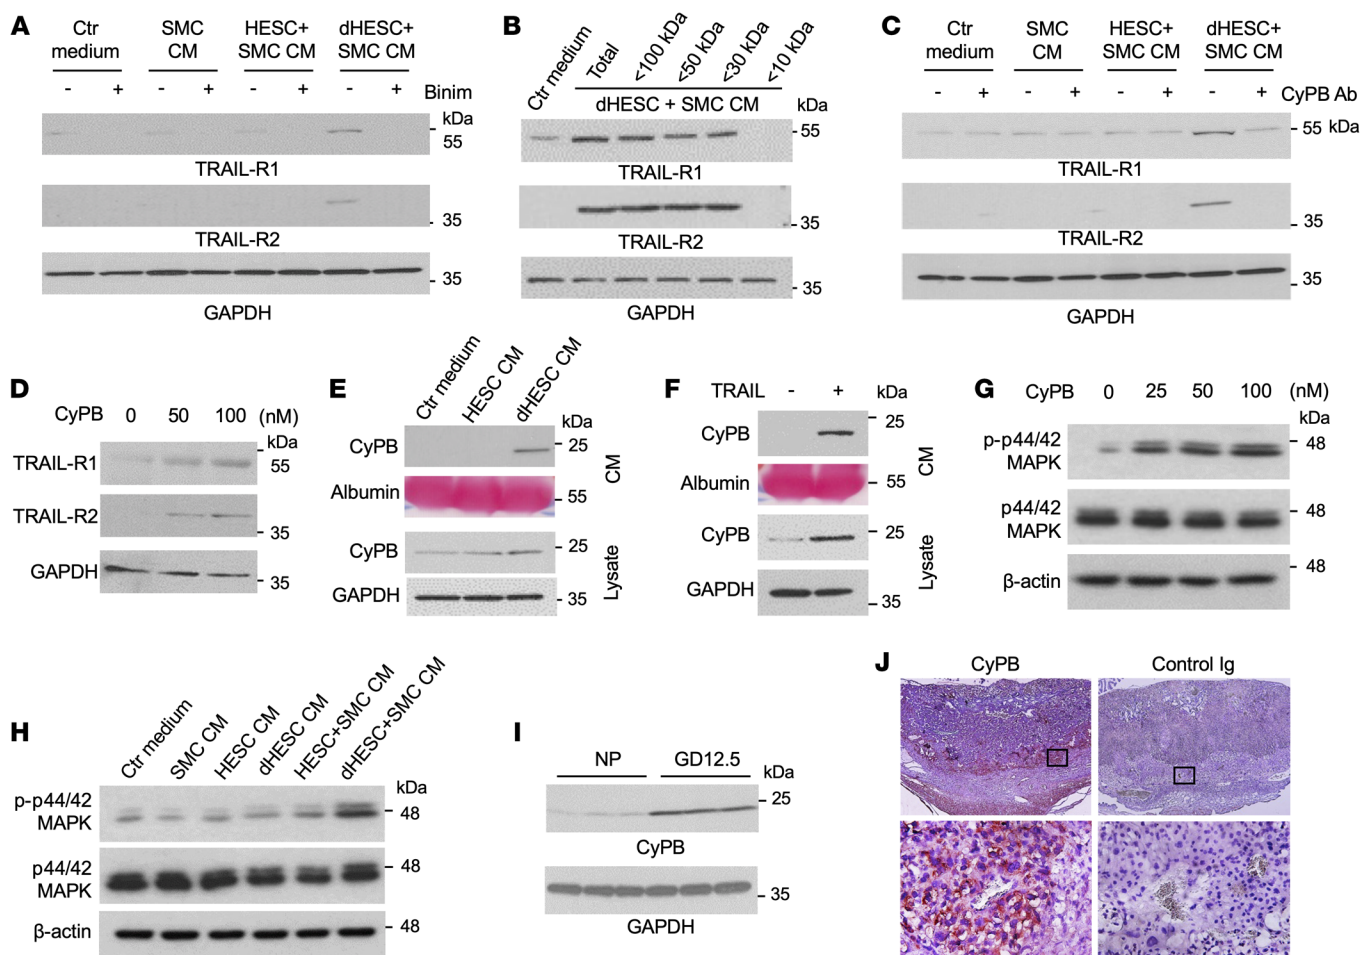 A
Ctr medium
SMC CM
HESC+ SMC CM
dHESC+ SMC CM
- + - + - + - + Binim
kDa
55
TRAIL-R1
35
TRAIL-R2
35
GAPDH
B
Ctr medium
Total
<100 kDa
<50 kDa
<30 kDa
<10 kDa
dHESC + SMC CM
kDa
55
TRAIL-R1
35
TRAIL-R2
35
GAPDH
C
Ctr medium
SMC CM
HESC+ SMC CM
dHESC+ SMC CM
- + - + - + - + CyPB Ab
55 kDa
TRAIL-R1
35
TRAIL-R2
35
GAPDH
D
CyPB 0 50 100 (nM)
kDa
TRAIL-R1 55
TRAIL-R2 35
GAPDH 35
E
Ctr medium
HESC CM
dHESC CM
kDa
CyPB 25
Albumin 55
CM
CyPB 25
GAPDH 35
Lysate
F
TRAIL - + kDa
CyPB 25
Albumin 55
CM
CyPB 25
GAPDH 35
Lysate
G
CyPB 0 25 50 100 (nM)
kDa
p-p44/42 MAPK 48
p44/42 MAPK 48
β-actin 48
H
Ctr medium
SMC CM
HESC CM
dHESC CM
HESC+SMC CM
dHESC+SMC CM
kDa
p-p44/42 MAPK 48
p44/42 MAPK 48
β-actin 48
I
NP GD12.5
kDa
25
CyPB
35
GAPDH
J
CyPB Control Ig